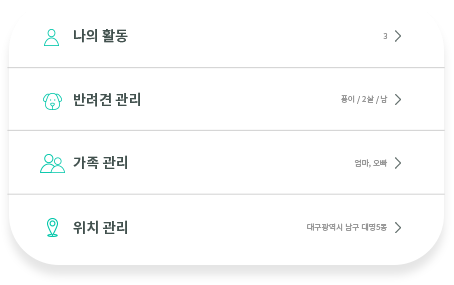 나의 활동
3
반려견 관리
퐁이 / 2살 / 남
가족 관리
엄마, 오빠
위치 관리
대구광역시 남구 대명5동